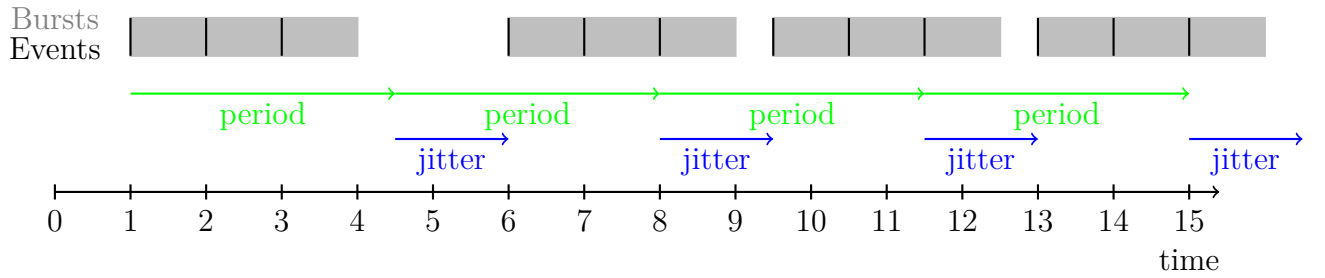 Bursts
Events
period period period period
jitter jitter jitter jitter
0 1 2 3 4 5 6 7 8 9 10 11 12 13 14 15
time